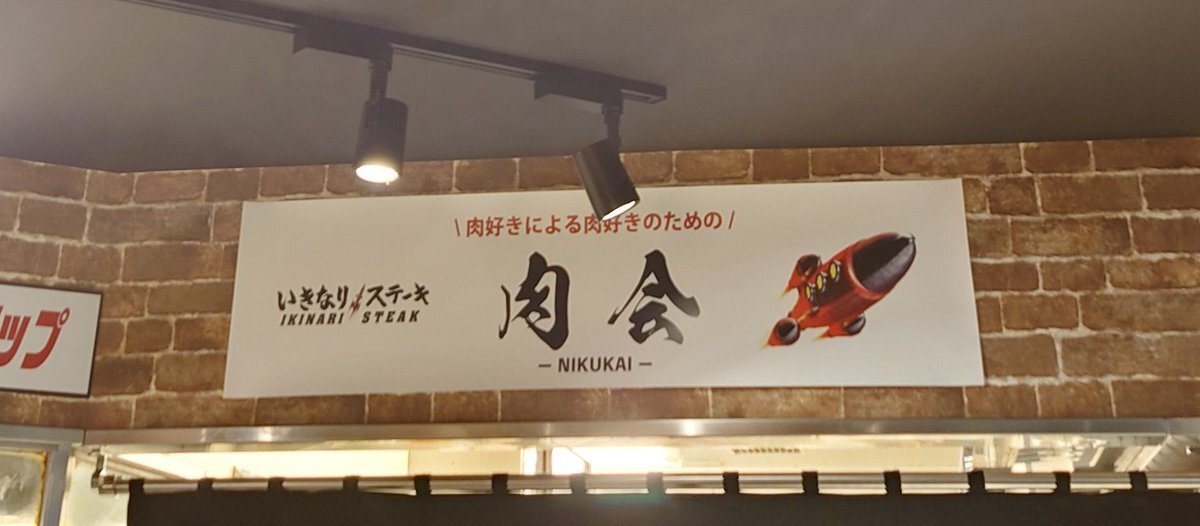 \ 肉好きによる肉好きのための /
いきなりステーキ
IKINARI STEAK
肉会
— NIKUKAI —
ップ